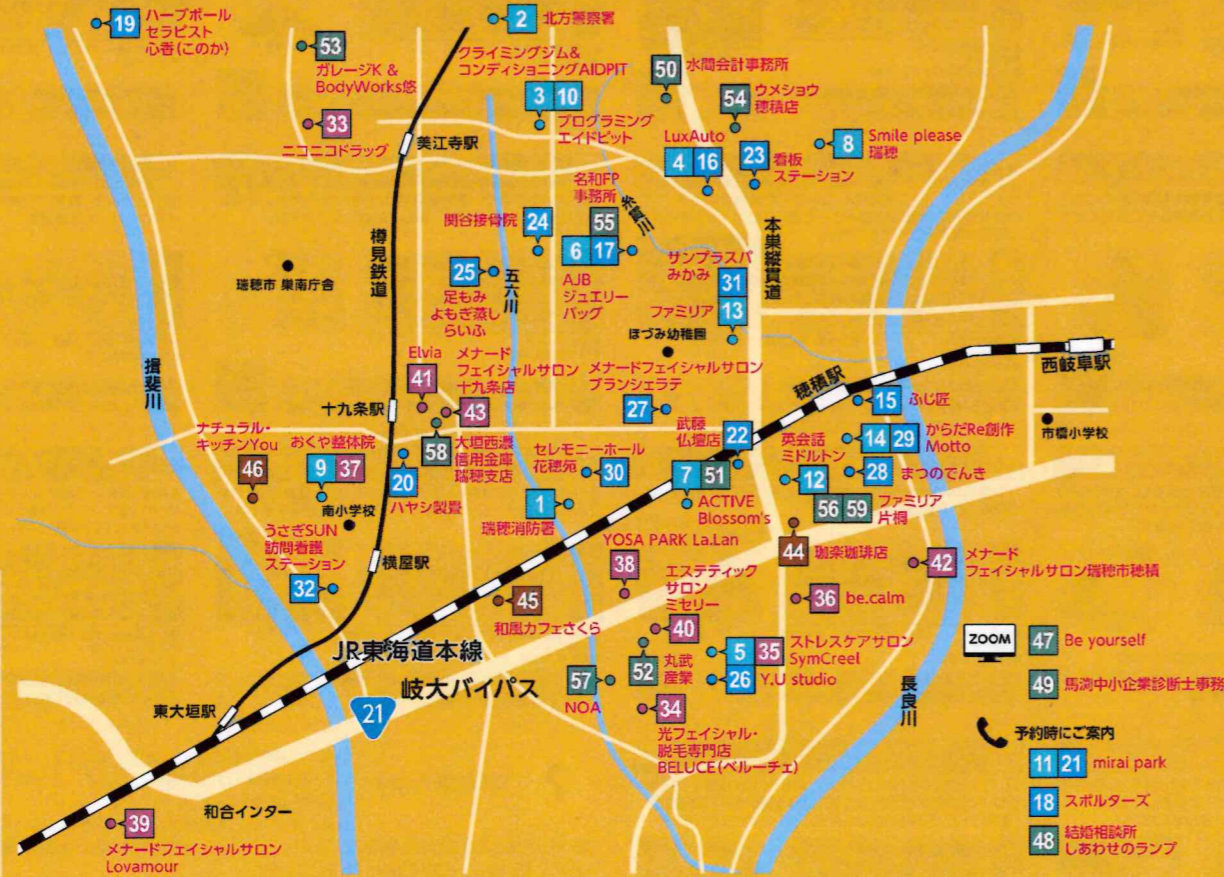 19
ハーブボール
セラピスト
心香(このか)
2
北方警察署
53
ガレージK &
BodyWorks悠
クライミングジム&
コンディショニングAIDPIT
3 10
プログラミング
エイドピット
50
水間会計事務所
54
ウメショウ
穂積店
33
ニコニコドラッグ
美江寺駅
LuxAuto
4 16
23
看板
ステーション
8
Smile please
瑞穂
名和FP
事務所
55
糸貫川
関谷接骨院
24
6 17
AJB
ジュエリー
バッグ
本巣縦貫道
樽見鉄道
瑞穂市 巣南庁舎
25
足もみ
よもぎ蒸し
らいふ
五六川
サンプラスパ
みかみ
31
ファミリア
13
ほづみ幼稚園
揖斐川
Elvia
41
メナード
フェイシャルサロン
十九条店
43
メナードフェイシャルサロン
ブランシェラテ
27
穂積駅
西岐阜駅
15
ふじ匠
十九条駅
ナチュラル・
キッチンYou
46
おくや整体院
9 37
58
大垣西濃
信用金庫
瑞穂支店
20
ハヤシ製畳
セレモニーホール
花穂苑
30
武藤
仏壇店
22
英会話
ミドルトン
12
14 29
からだRe創作
Motto
市橋小学校
28
まつのでんき
7 51
ACTIVE
Blossom's
56 59
ファミリア
片桐
南小学校
1
瑞穂消防署
うさぎSUN
訪問看護
ステーション
32
横屋駅
YOSA PARK La.Lan
38
44
珈楽珈琲店
42
メナード
フェイシャルサロン瑞穂市穂積
45
和風カフェさくら
エステティック
サロン
ミセリー
40
36
be.calm
JR東海道本線
岐大バイパス
21
52
丸武
産業
5 35
ストレスケアサロン
SymCreel
26
Y.U studio
57
NOA
34
光フェイシャル・
脱毛専門店
BELUCE(ベルーチェ)
長良川
東大垣駅
和合インター
39
メナードフェイシャルサロン
Lovamour
ZOOM
47
Be yourself
49
馬渕中小企業診断士事務
予約時にご案内
11 21
mirai park
18
スポルターズ
48
結婚相談所
しあわせのランプ